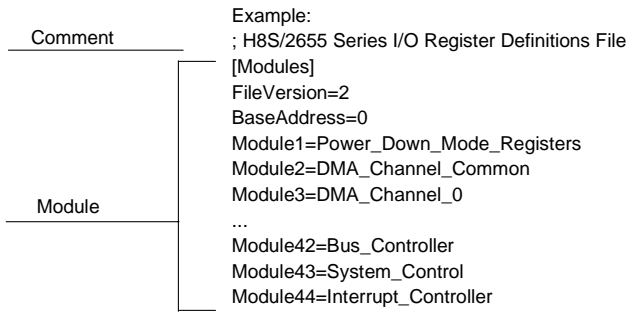 Example:
Comment
; H8S/2655 Series I/O Register Definitions File
[Modules]
FileVersion=2
BaseAddress=0
Module1=Power_Down_Mode_Registers
Module2=DMA_Channel_Common
Module3=DMA_Channel_0
Module
...
Module42=Bus_Controller
Module43=System_Control
Module44=Interrupt_Controller